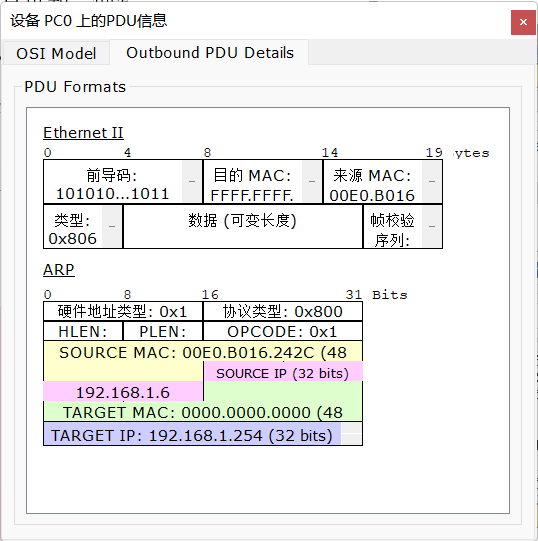 设备 PC0 上的PDU信息
OSI Model
Outbound PDU Details
PDU Formats
Ethernet II
0 4 8 14 19
前导码:
101010...1011
目的 MAC:
FFFF.FFFF.
来源 MAC:
00E0.B016
类型:
0x806
数据 (可变长度)
帧校验
序列:
ARP
0 8 16 31 Bits
硬件地址类型: 0x1
协议类型: 0x800
HLEN:
PLEN:
OPCODE: 0x1
SOURCE MAC: 00E0.B016.242C (48
SOURCE IP (32 bits)
192.168.1.6
TARGET MAC: 0000.0000.0000 (48
TARGET IP: 192.168.1.254 (32 bits)